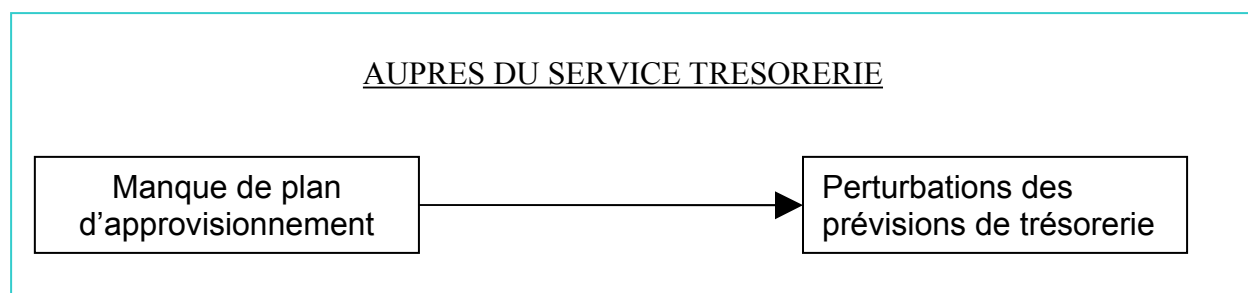 AUPRES DU SERVICE TRESORERIE
Manque de plan
d’approvisionnement
Perturbations des
prévisions de trésorerie